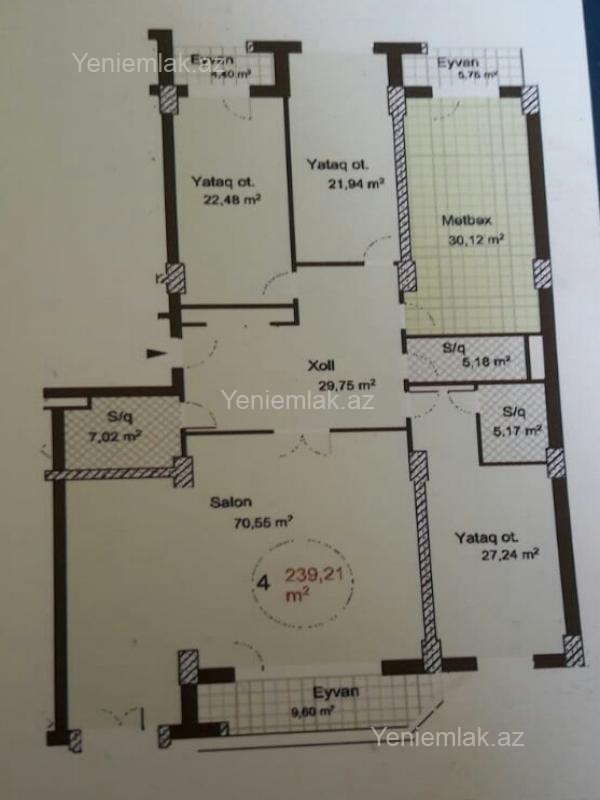 Yeniemlak.az
Eyvan
4,40 m²
Eyvan
5,76 m²
Yataq ot.
22,48 m²
Yataq ot.
21,94 m²
Mətbəx
30,12 m²
S/q
5,18 m²
Xoll
29,75 m²
Yeniemlak.az
S/q
7,02 m²
S/q
5,17 m²
Salon
70,55 m²
Yataq ot.
27,24 m²
4
239,21
m²
Eyvan
9,60 m²
Yeniemlak.az